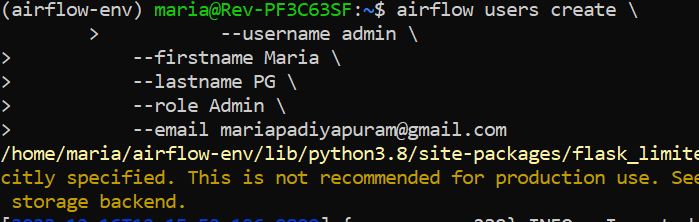 (airflow-env) maria@Rev-PF3C63SF:~$ airflow users create \
> --username admin \
> --firstname Maria \
> --lastname PG \
> --role Admin \
> --email mariapadiyapuram@gmail.com
/home/maria/airflow-env/lib/python3.8/site-packages/flask_limite
citly specified. This is not recommended for production use. See
storage backend.